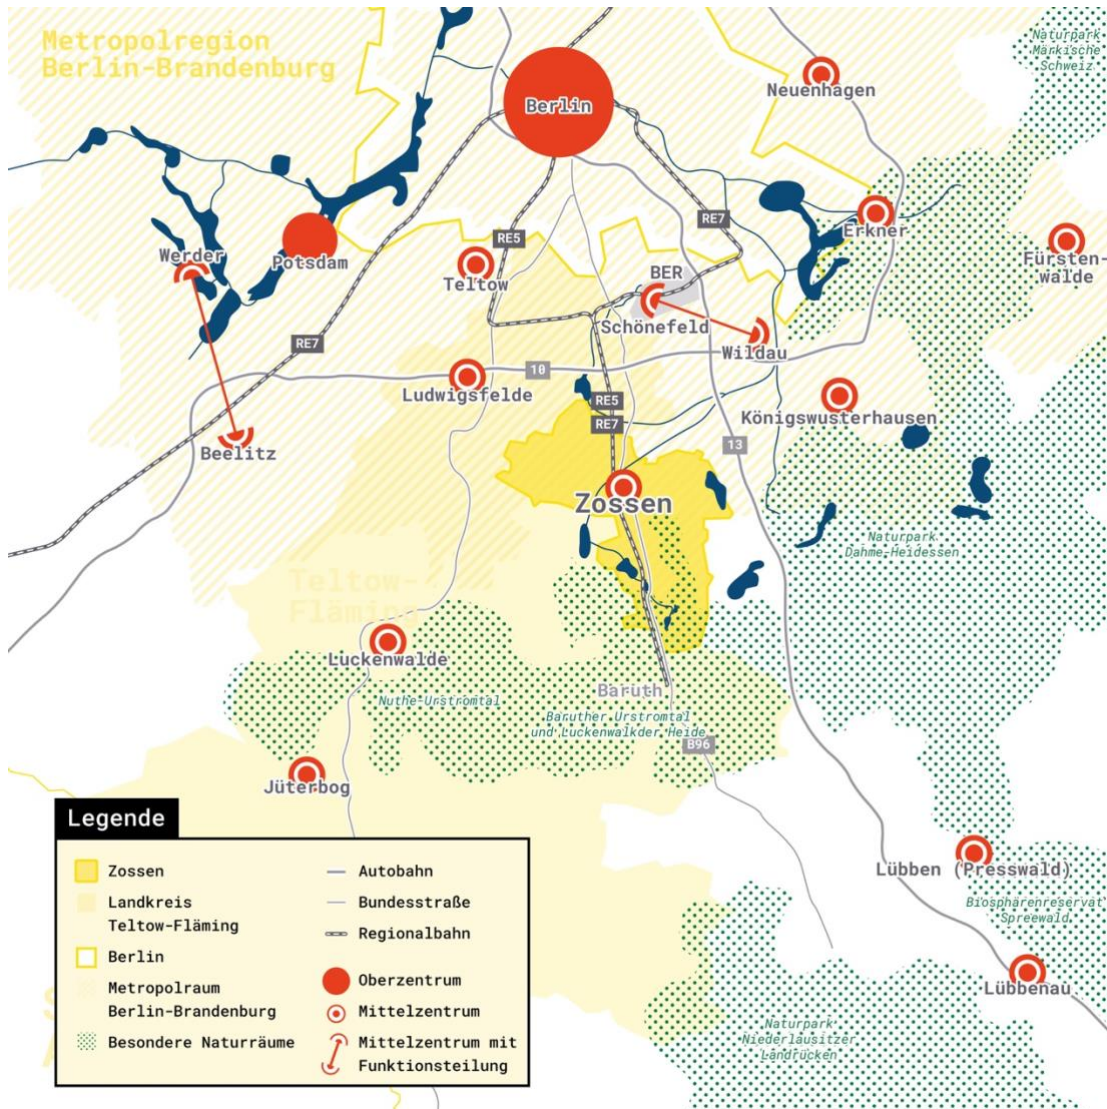 Metropolregion
Berlin-Brandenburg
Naturpark
Märkische
Schweiz
Berlin
Neuenhagen
RE7
Erkner
Werder
Potsdam
RE5
Teltow
BER
Fürsten-
walde
Schönefeld
Wildau
RE7
10
Ludwigsfelde
RE5
RE7
Königswusterhausen
13
Beelitz
Zossen
Naturpark
Dahme-Heidessen
Teltow-
Fläming
Luckenwalde
Nuthe-Urstromtal
Baruth
Baruther Urstromtal
und Luckenwalkder Heide
B96
Jüterbog
Lübben (Presswald)
Biosphärenreservat
Spreewald
Lübbenau
Naturpark
Niederlausitzer
Landrücken
Legende
Zossen
Landkreis
Teltow-Fläming
Berlin
Metropolraum
Berlin-Brandenburg
Besondere Naturräume
Autobahn
Bundesstraße
Regionalbahn
Oberzentrum
Mittelzentrum
Mittelzentrum mit
Funktionsteilung